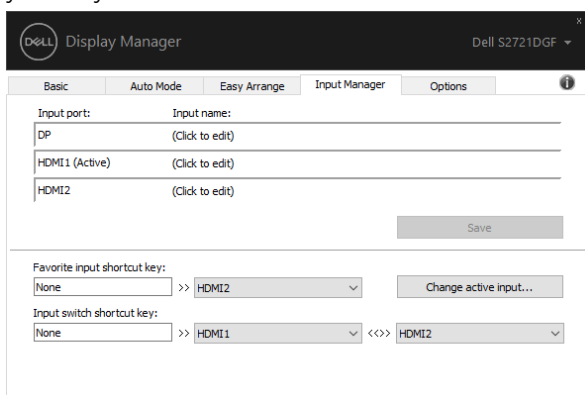 x
DELL Display Manager Dell S2721DGF
Basic Auto Mode Easy Arrange Input Manager Options i
Input port: Input name:
DP (Click to edit)
HDMI1 (Active) (Click to edit)
HDMI2 (Click to edit)
Save
Favorite input shortcut key:
None >> HDMI2 Change active input...
Input switch shortcut key:
None >> HDMI1 <<>> HDMI2